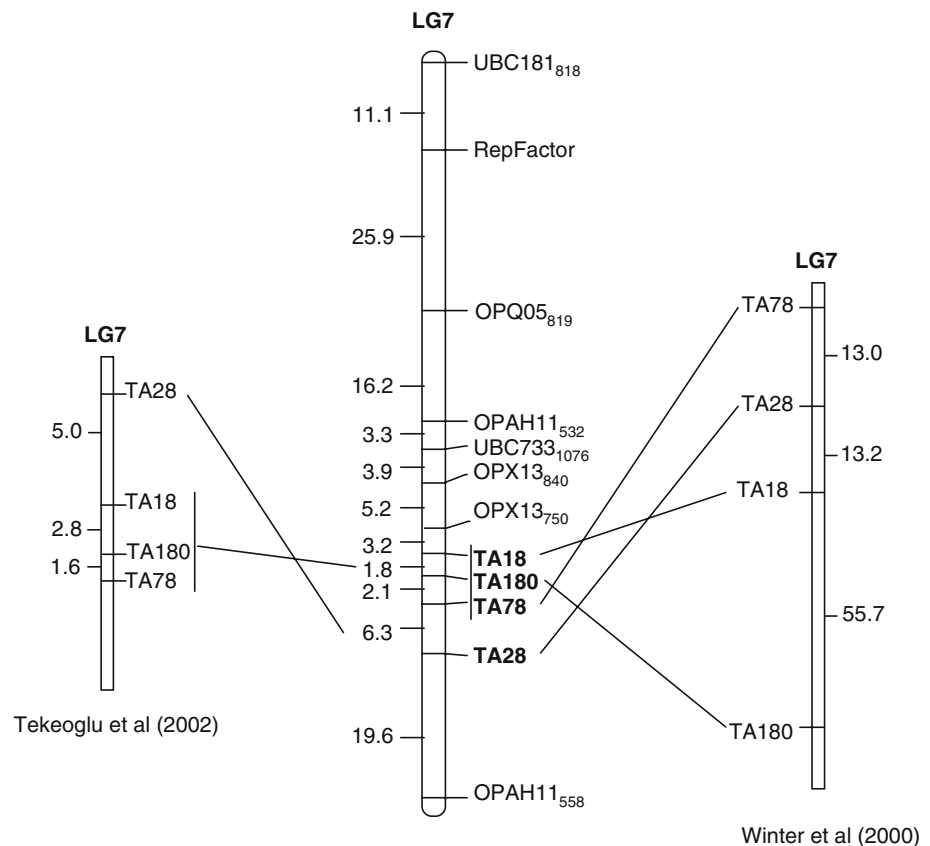 LG7
UBC181818
11.1
RepFactor
25.9
OPQ05819
16.2
OPAH11532
3.3
UBC7331076
3.9
OPX13840
5.2
OPX13750
3.2
TA18
1.8
TA180
2.1
TA78
6.3
TA28
19.6
OPAH11558
LG7
TA28
5.0
TA18
2.8
TA180
1.6
TA78
Tekeoglu et al (2002)
LG7
TA78
13.0
TA28
13.2
TA18
55.7
TA180
Winter et al (2000)